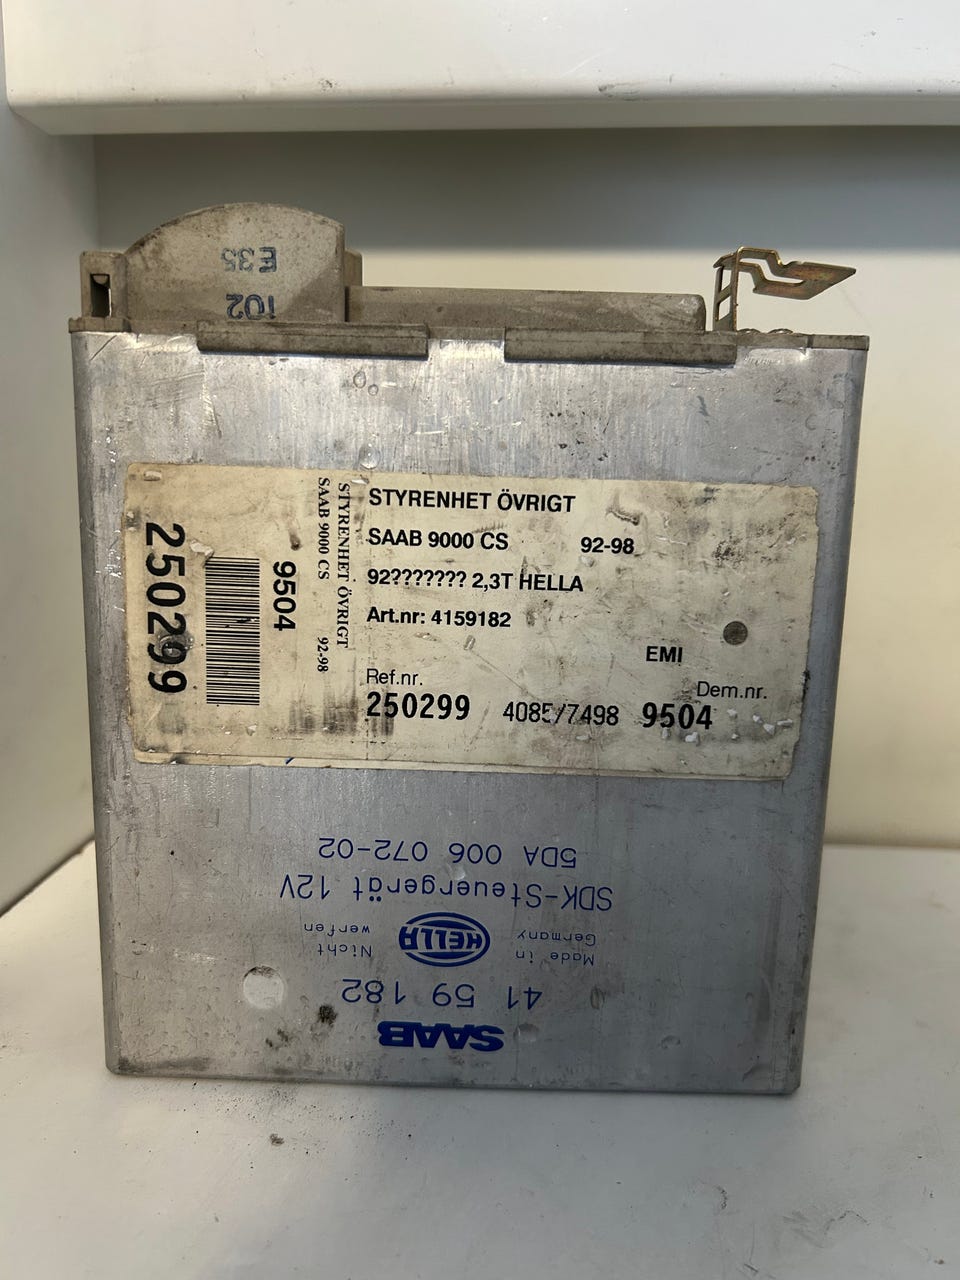 E35
102
STYRENHET ÖVRIGT
SAAB 9000 CS 92-98
92??????? 2,3T HELLA
Art.nr: 4159182
EMI
Ref.nr. Dem.nr.
250299 4085/7498 9504
250299
9504
STYRENHET ÖVRIGT
SAAB 9000 CS 92-98
SAAB
41 59 182
Made in Germany
HELLA
Nicht werfen
SDK-Steuergerät 12V
5DA 006 072-02